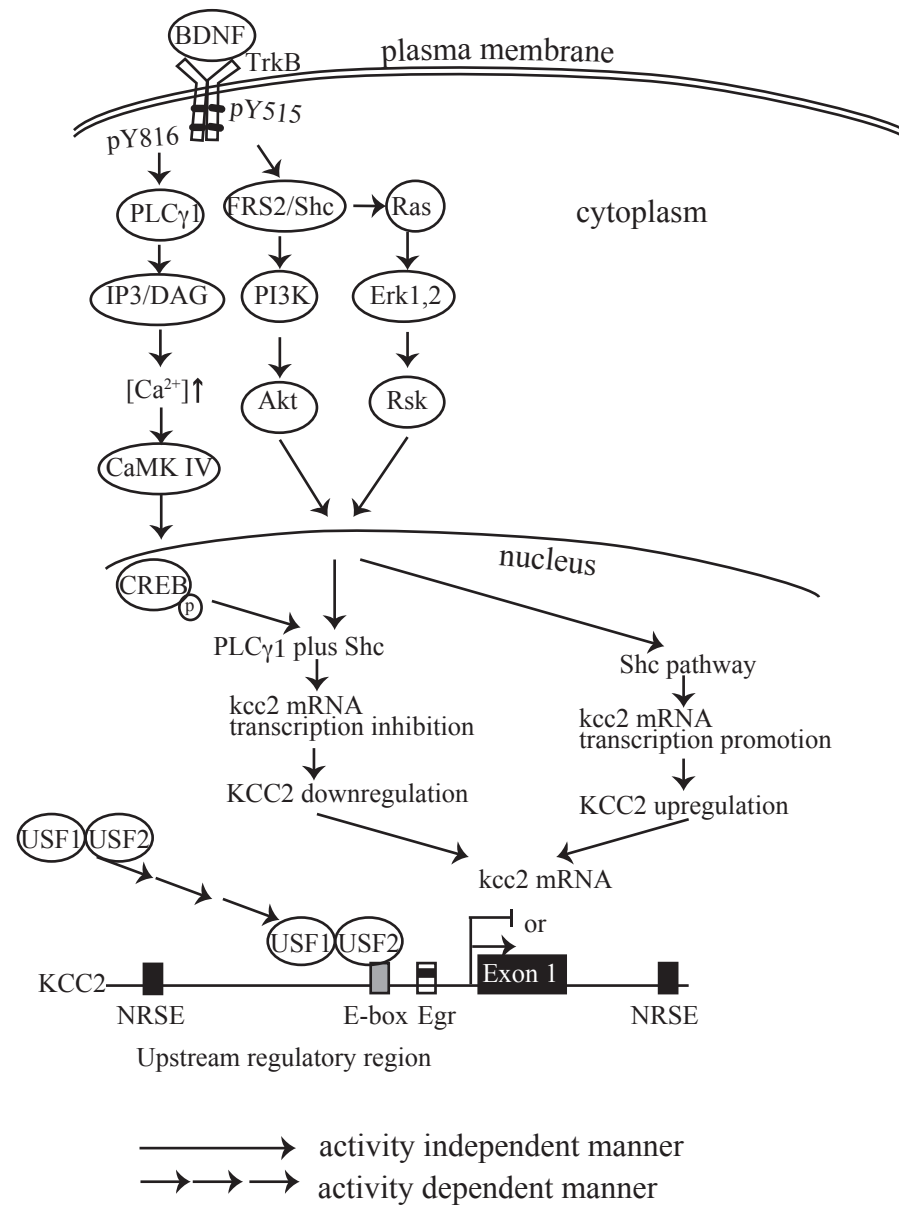 BDNF
TrkB
plasma membrane
pY515
pY816
PLCγ1
FRS2/Shc
Ras
cytoplasm
IP3/DAG
PI3K
Erk1,2
[Ca²⁺]↑
Akt
Rsk
CaMK IV
nucleus
CREB
p
PLCγ1 plus Shc
Shc pathway
kcc2 mRNA
transcription inhibition
kcc2 mRNA
transcription promotion
KCC2 downregulation
KCC2 upregulation
USF1 USF2
kcc2 mRNA
or
USF1 USF2
Exon 1
KCC2
NRSE
E-box
Egr
NRSE
Upstream regulatory region
activity independent manner
activity dependent manner